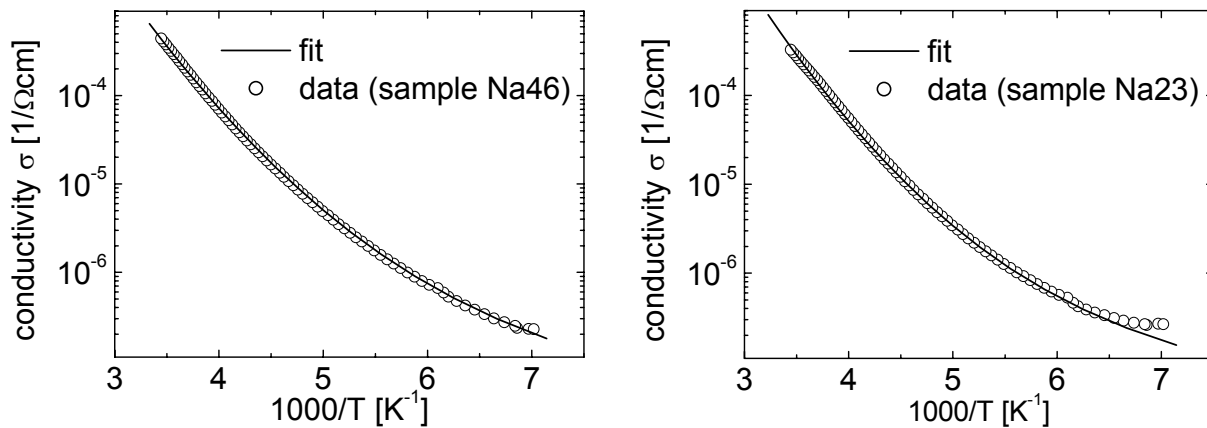 conductivity σ [1/Ωcm]
10⁻⁴
10⁻⁵
10⁻⁶
fit
data (sample Na46)
3 4 5 6 7
1000/T [K⁻¹]
conductivity σ [1/Ωcm]
10⁻⁴
10⁻⁵
10⁻⁶
fit
data (sample Na23)
3 4 5 6 7
1000/T [K⁻¹]